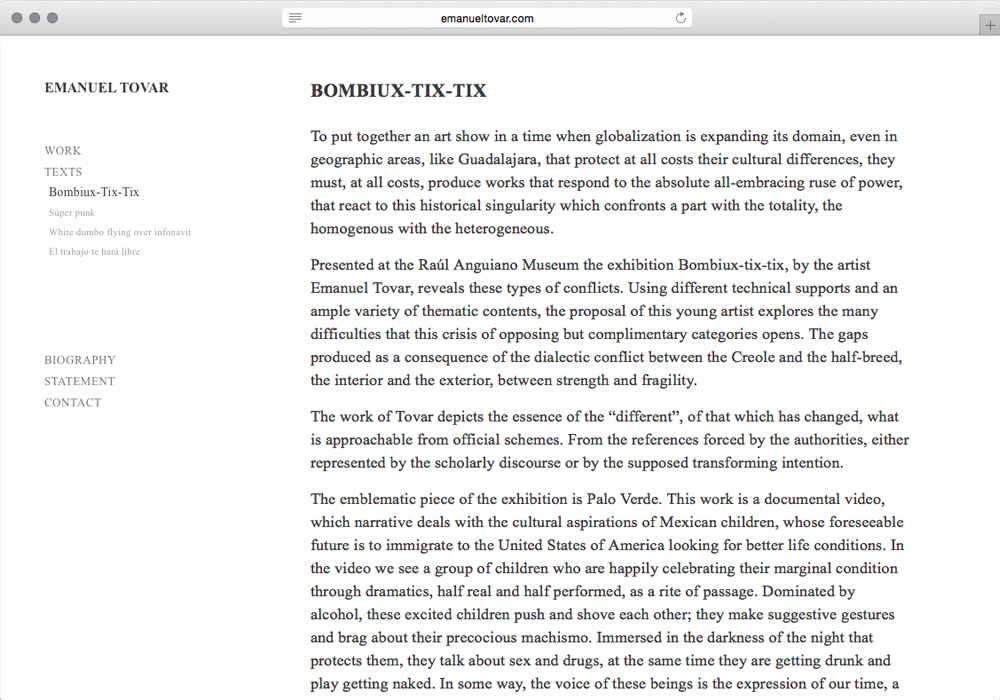 emanueltovar.com
EMANUEL TOVAR
WORK
TEXTS
Bombiux-Tix-Tix
Súper punk
White dumbo flying over infonavit
El trabajo te hará libre
BIOGRAPHY
STATEMENT
CONTACT
BOMBIUX-TIX-TIX
To put together an art show in a time when globalization is expanding its domain, even in
geographic areas, like Guadalajara, that protect at all costs their cultural differences, they
must, at all costs, produce works that respond to the absolute all-embracing ruse of power,
that react to this historical singularity which confronts a part with the totality, the
homogenous with the heterogeneous.
Presented at the Raúl Anguiano Museum the exhibition Bombiux-tix-tix, by the artist
Emanuel Tovar, reveals these types of conflicts. Using different technical supports and an
ample variety of thematic contents, the proposal of this young artist explores the many
difficulties that this crisis of opposing but complimentary categories opens. The gaps
produced as a consequence of the dialectic conflict between the Creole and the half-breed,
the interior and the exterior, between strength and fragility.
The work of Tovar depicts the essence of the “different”, of that which has changed, what
is approachable from official schemes. From the references forced by the authorities, either
represented by the scholarly discourse or by the supposed transforming intention.
The emblematic piece of the exhibition is Palo Verde. This work is a documental video,
which narrative deals with the cultural aspirations of Mexican children, whose foreseeable
future is to immigrate to the United States of America looking for better life conditions. In
the video we see a group of children who are happily celebrating their marginal condition
through dramatics, half real and half performed, as a rite of passage. Dominated by
alcohol, these excited children push and shove each other; they make suggestive gestures
and brag about their precocious machismo. Immersed in the darkness of the night that
protects them, they talk about sex and drugs, at the same time they are getting drunk and
play getting naked. In some way, the voice of these beings is the expression of our time, a